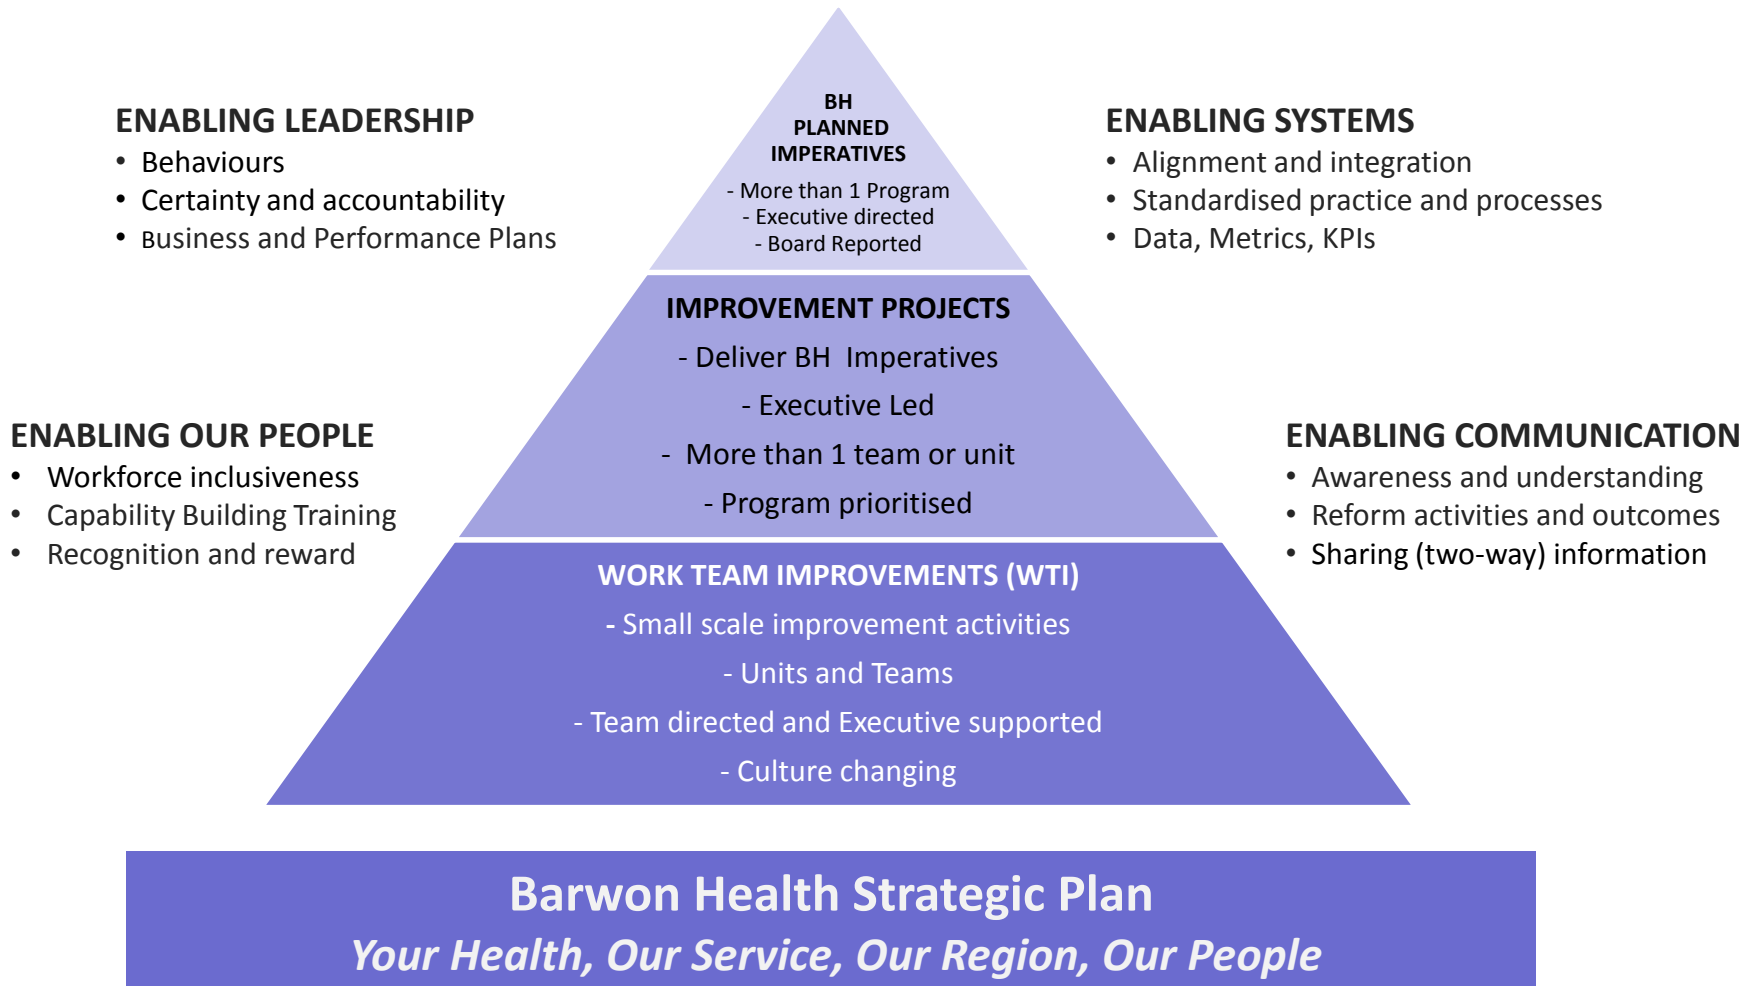 BH
PLANNED
IMPERATIVES
- More than 1 Program
- Executive directed
- Board Reported
ENABLING LEADERSHIP
• Behaviours
• Certainty and accountability
• Business and Performance Plans
ENABLING SYSTEMS
• Alignment and integration
• Standardised practice and processes
• Data, Metrics, KPIs
IMPROVEMENT PROJECTS
- Deliver BH Imperatives
- Executive Led
- More than 1 team or unit
- Program prioritised
ENABLING OUR PEOPLE
• Workforce inclusiveness
• Capability Building Training
• Recognition and reward
ENABLING COMMUNICATION
• Awareness and understanding
• Reform activities and outcomes
• Sharing (two-way) information
WORK TEAM IMPROVEMENTS (WTI)
- Small scale improvement activities
- Units and Teams
- Team directed and Executive supported
- Culture changing
Barwon Health Strategic Plan
Your Health, Our Service, Our Region, Our People